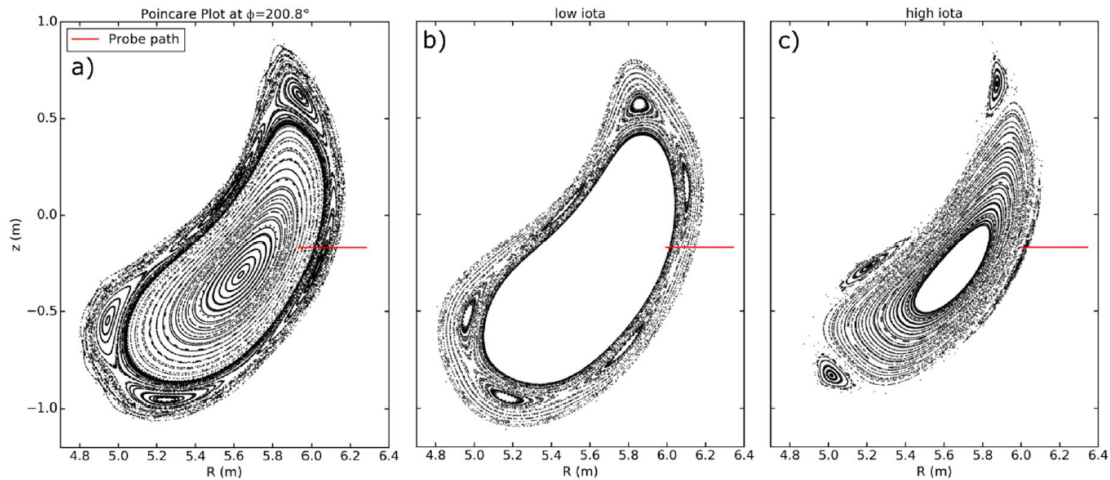 Poincare Plot at ϕ=200.8°
low iota
high iota
Probe path
a)
b)
c)
1.0
0.5
0.0
−0.5
−1.0
z (m)
4.8 5.0 5.2 5.4 5.6 5.8 6.0 6.2 6.4
4.8 5.0 5.2 5.4 5.6 5.8 6.0 6.2 6.4
4.8 5.0 5.2 5.4 5.6 5.8 6.0 6.2 6.4
R (m)
R (m)
R (m)